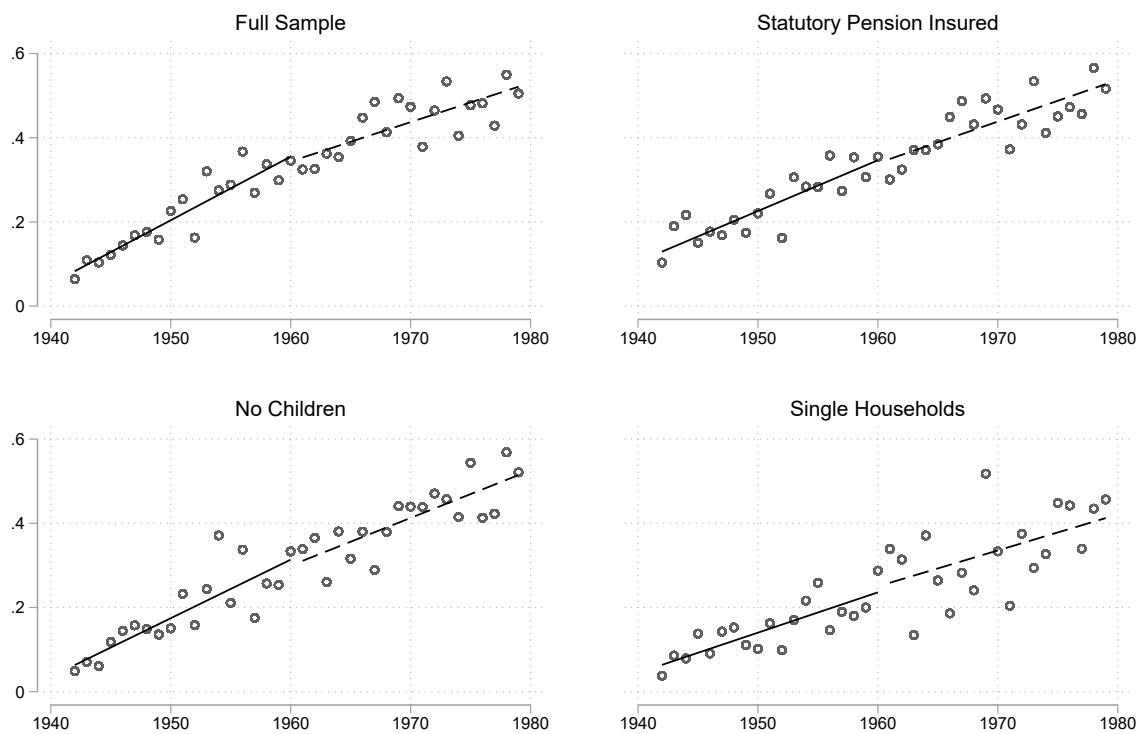 Full Sample
Statutory Pension Insured
.6
.4
.2
0
1940 1950 1960 1970 1980
1940 1950 1960 1970 1980
No Children
Single Households
.6
.4
.2
0
1940 1950 1960 1970 1980
1940 1950 1960 1970 1980